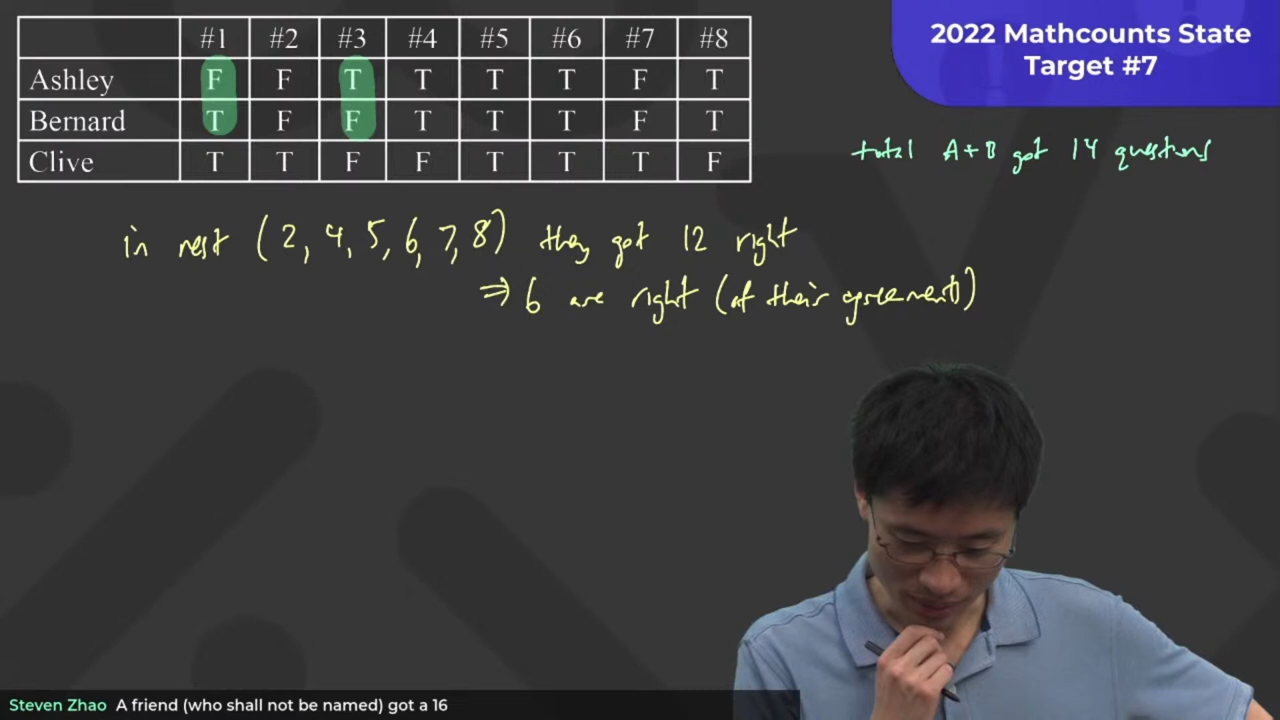 #1 #2 #3 #4 #5 #6 #7 #8
Ashley F F T T T T F T
Bernard T F F T T T F T
Clive T T F F T T T F
2022 Mathcounts State
Target #7
total A+B got 14 questions
in rest (2, 4, 5, 6, 7, 8) they got 12 right
⇒ 6 are right (of their agreements)
Steven Zhao A friend (who shall not be named) got a 16